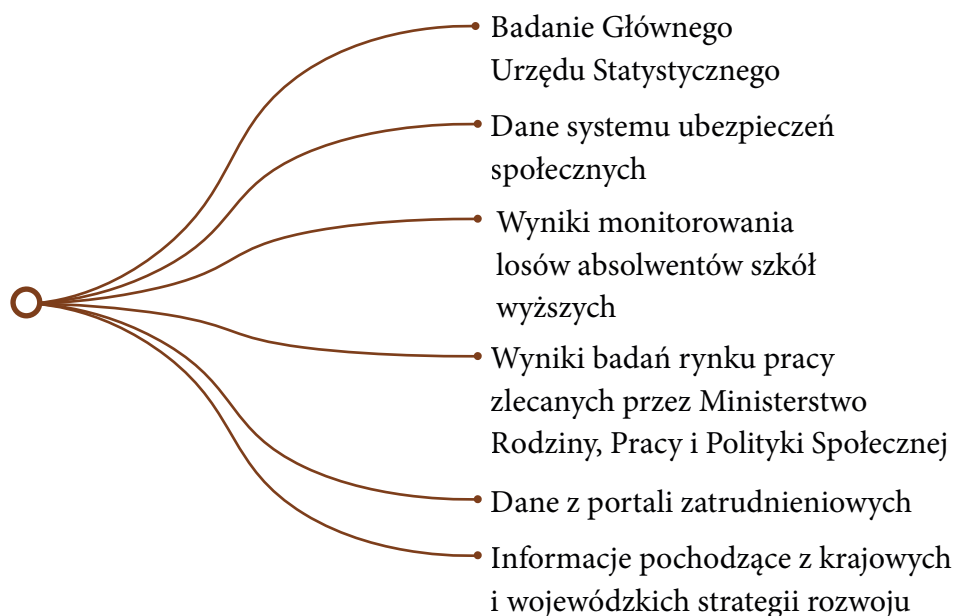 Badanie Głównego
Urzędu Statystycznego
Dane systemu ubezpieczeń
społecznych
Wyniki monitorowania
losów absolwentów szkół
wyższych
Wyniki badań rynku pracy
zlecanych przez Ministerstwo
Rodziny, Pracy i Polityki Społecznej
Dane z portali zatrudnieniowych
Informacje pochodzące z krajowych
i wojewódzkich strategii rozwoju